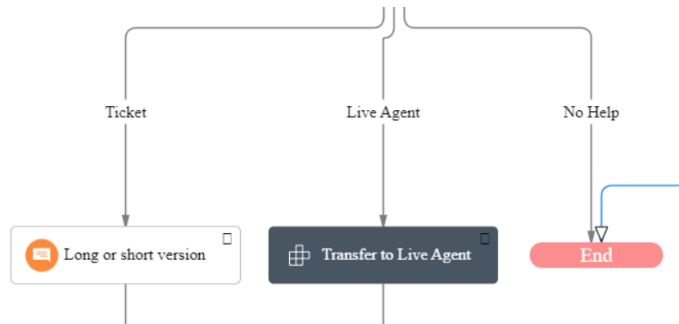 Ticket
Live Agent
No Help
Long or short version
Transfer to Live Agent
End